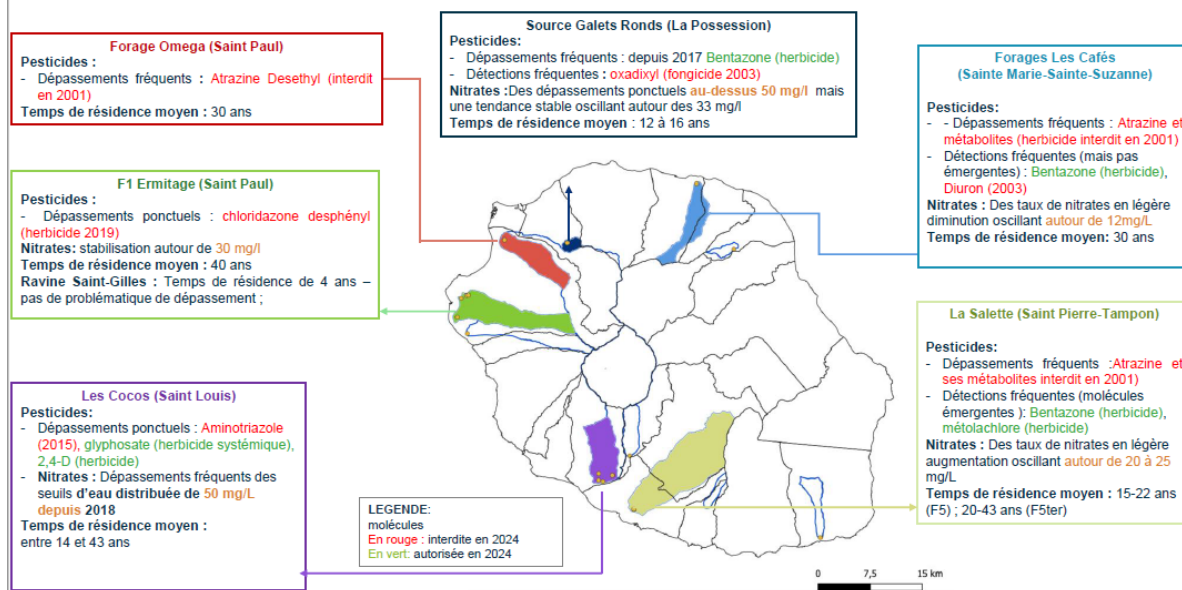 Forage Omega (Saint Paul)
Pesticides :
- Dépassements fréquents : Atrazine Desethyl (interdit
en 2001)
Temps de résidence moyen : 30 ans
Source Galets Ronds (La Possession)
Pesticides:
- Dépassements fréquents : depuis 2017 Bentazone (herbicide)
- Détections fréquentes : oxadixyl (fongicide 2003)
Nitrates :Des dépassements ponctuels au-dessus 50 mg/l mais
une tendance stable oscillant autour des 33 mg/l
Temps de résidence moyen : 12 à 16 ans
Forages Les Cafés
(Sainte Marie-Sainte-Suzanne)
Pesticides:
- - Dépassements fréquents : Atrazine et
métabolites (herbicide interdit en 2001)
- Détections fréquentes (mais pas
émergentes) : Bentazone (herbicide),
Diuron (2003)
Nitrates : Des taux de nitrates en légère
diminution oscillant autour de 12mg/L
Temps de résidence moyen: 30 ans
F1 Ermitage (Saint Paul)
Pesticides :
- Dépassements ponctuels : chloridazone desphényl
(herbicide 2019)
Nitrates: stabilisation autour de 30 mg/l
Temps de résidence moyen : 40 ans
Ravine Saint-Gilles : Temps de résidence de 4 ans –
pas de problématique de dépassement ;
La Salette (Saint Pierre-Tampon)
Pesticides:
- Dépassements fréquents :Atrazine et
ses métabolites interdit en 2001)
- Détections fréquentes (molécules
émergentes ): Bentazone (herbicide),
métolachlore (herbicide)
Nitrates : Des taux de nitrates en légère
augmentation oscillant autour de 20 à 25
mg/L
Temps de résidence moyen : 15-22 ans
(F5) ; 20-43 ans (F5ter)
Les Cocos (Saint Louis)
Pesticides:
- Dépassements ponctuels : Aminotriazole
(2015), glyphosate (herbicide systémique),
2,4-D (herbicide)
- Nitrates : Dépassements fréquents des
seuils d'eau distribuée de 50 mg/L
depuis 2018
Temps de résidence moyen :
entre 14 et 43 ans
LEGENDE:
molécules
En rouge : interdite en 2024
En vert: autorisée en 2024
0 7,5 15 km